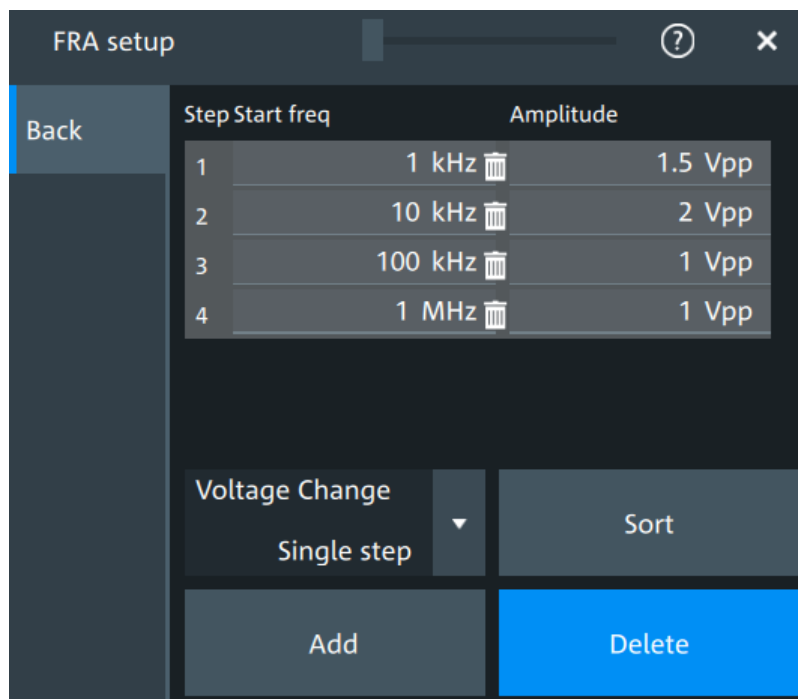 FRA setup ?
Back
Step Start freq Amplitude
1 1 kHz 1.5 Vpp
2 10 kHz 2 Vpp
3 100 kHz 1 Vpp
4 1 MHz 1 Vpp
Voltage Change
Single step
Sort
Add Delete